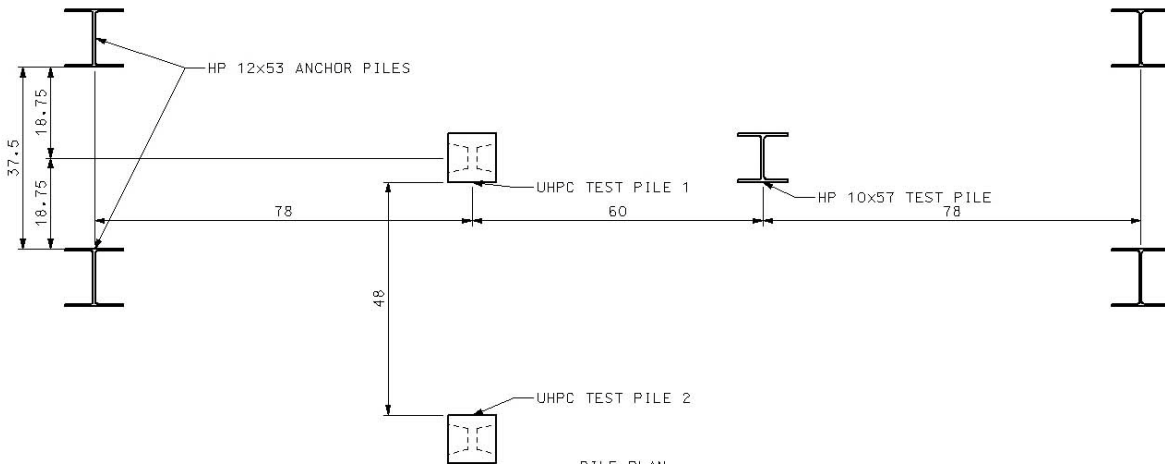 HP 12x53 ANCHOR PILES
18.75
37.5
18.75
UHPC TEST PILE 1
HP 10x57 TEST PILE
78
60
78
48
UHPC TEST PILE 2
PILE PLAN